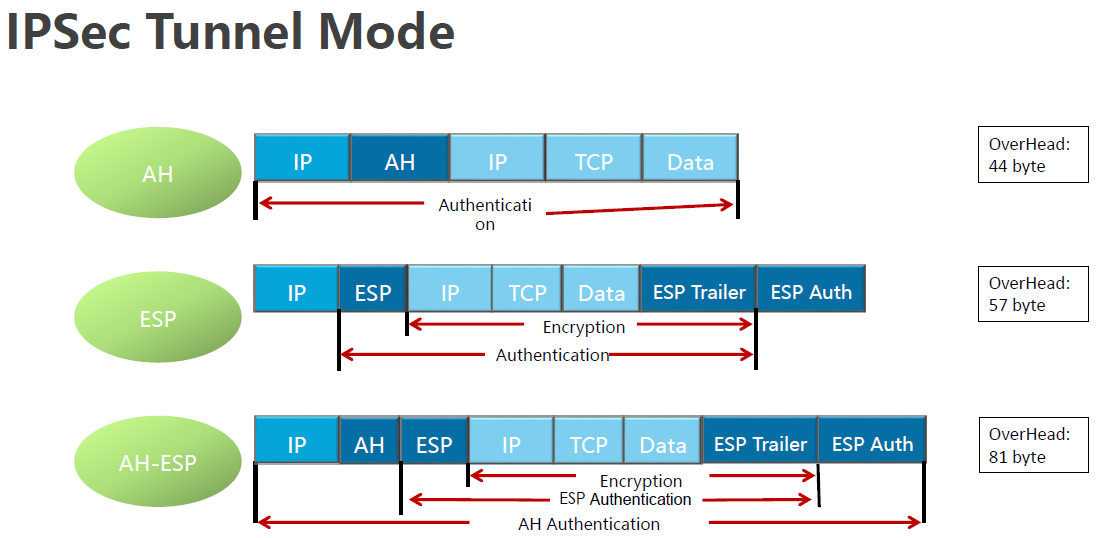 IPSec Tunnel Mode
AH
IP AH IP TCP Data
OverHead:
44 byte
Authenticati
on
ESP
IP ESP IP TCP Data ESP Trailer ESP Auth
OverHead:
57 byte
Encryption
Authentication
AH-ESP
IP AH ESP IP TCP Data ESP Trailer ESP Auth
OverHead:
81 byte
Encryption
ESP Authentication
AH Authentication